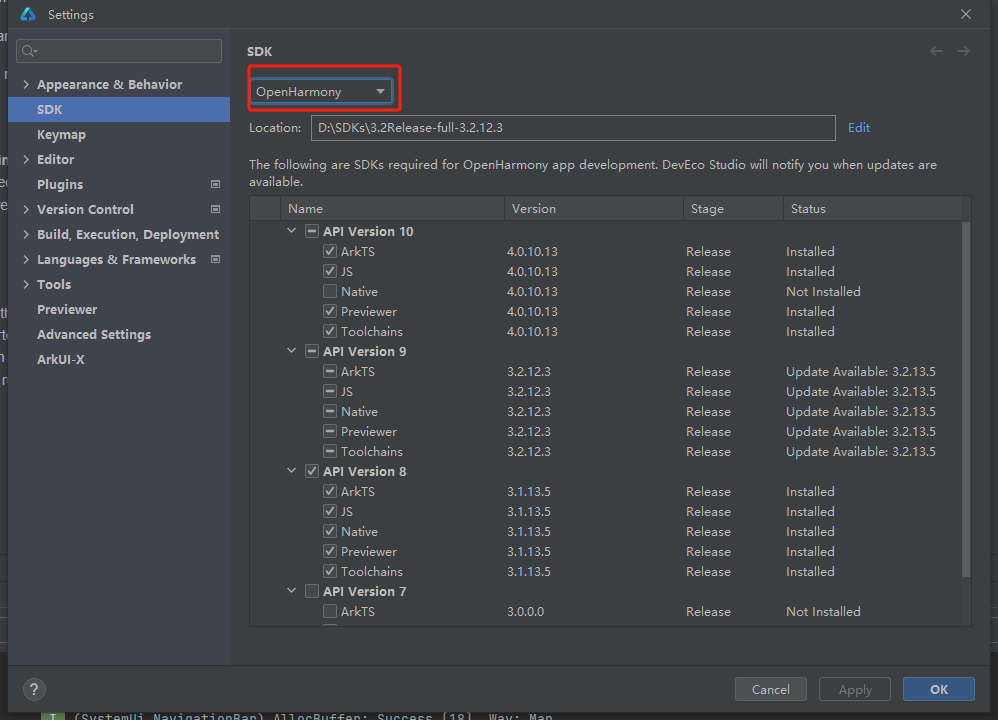 Settings
SDK
Appearance & Behavior
SDK
Keymap
Editor
Plugins
Version Control
Build, Execution, Deployment
Languages & Frameworks
Tools
Previewer
Advanced Settings
ArkUI-X
OpenHarmony
Location: D:\SDKs\3.2Release-full-3.2.12.3 Edit
The following are SDKs required for OpenHarmony app development. DevEco Studio will notify you when updates are
available.
Name Version Stage Status
API Version 10
ArkTS 4.0.10.13 Release Installed
JS 4.0.10.13 Release Installed
Native 4.0.10.13 Release Not Installed
Previewer 4.0.10.13 Release Installed
Toolchains 4.0.10.13 Release Installed
API Version 9
ArkTS 3.2.12.3 Release Update Available: 3.2.13.5
JS 3.2.12.3 Release Update Available: 3.2.13.5
Native 3.2.12.3 Release Update Available: 3.2.13.5
Previewer 3.2.12.3 Release Update Available: 3.2.13.5
Toolchains 3.2.12.3 Release Update Available: 3.2.13.5
API Version 8
ArkTS 3.1.13.5 Release Installed
JS 3.1.13.5 Release Installed
Native 3.1.13.5 Release Installed
Previewer 3.1.13.5 Release Installed
Toolchains 3.1.13.5 Release Installed
API Version 7
ArkTS 3.0.0.0 Release Not Installed
?
Cancel Apply OK